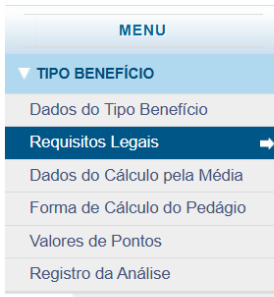 MENU
TIPO BENEFÍCIO
Dados do Tipo Benefício
Requisitos Legais
Dados do Cálculo pela Média
Forma de Cálculo do Pedágio
Valores de Pontos
Registro da Análise